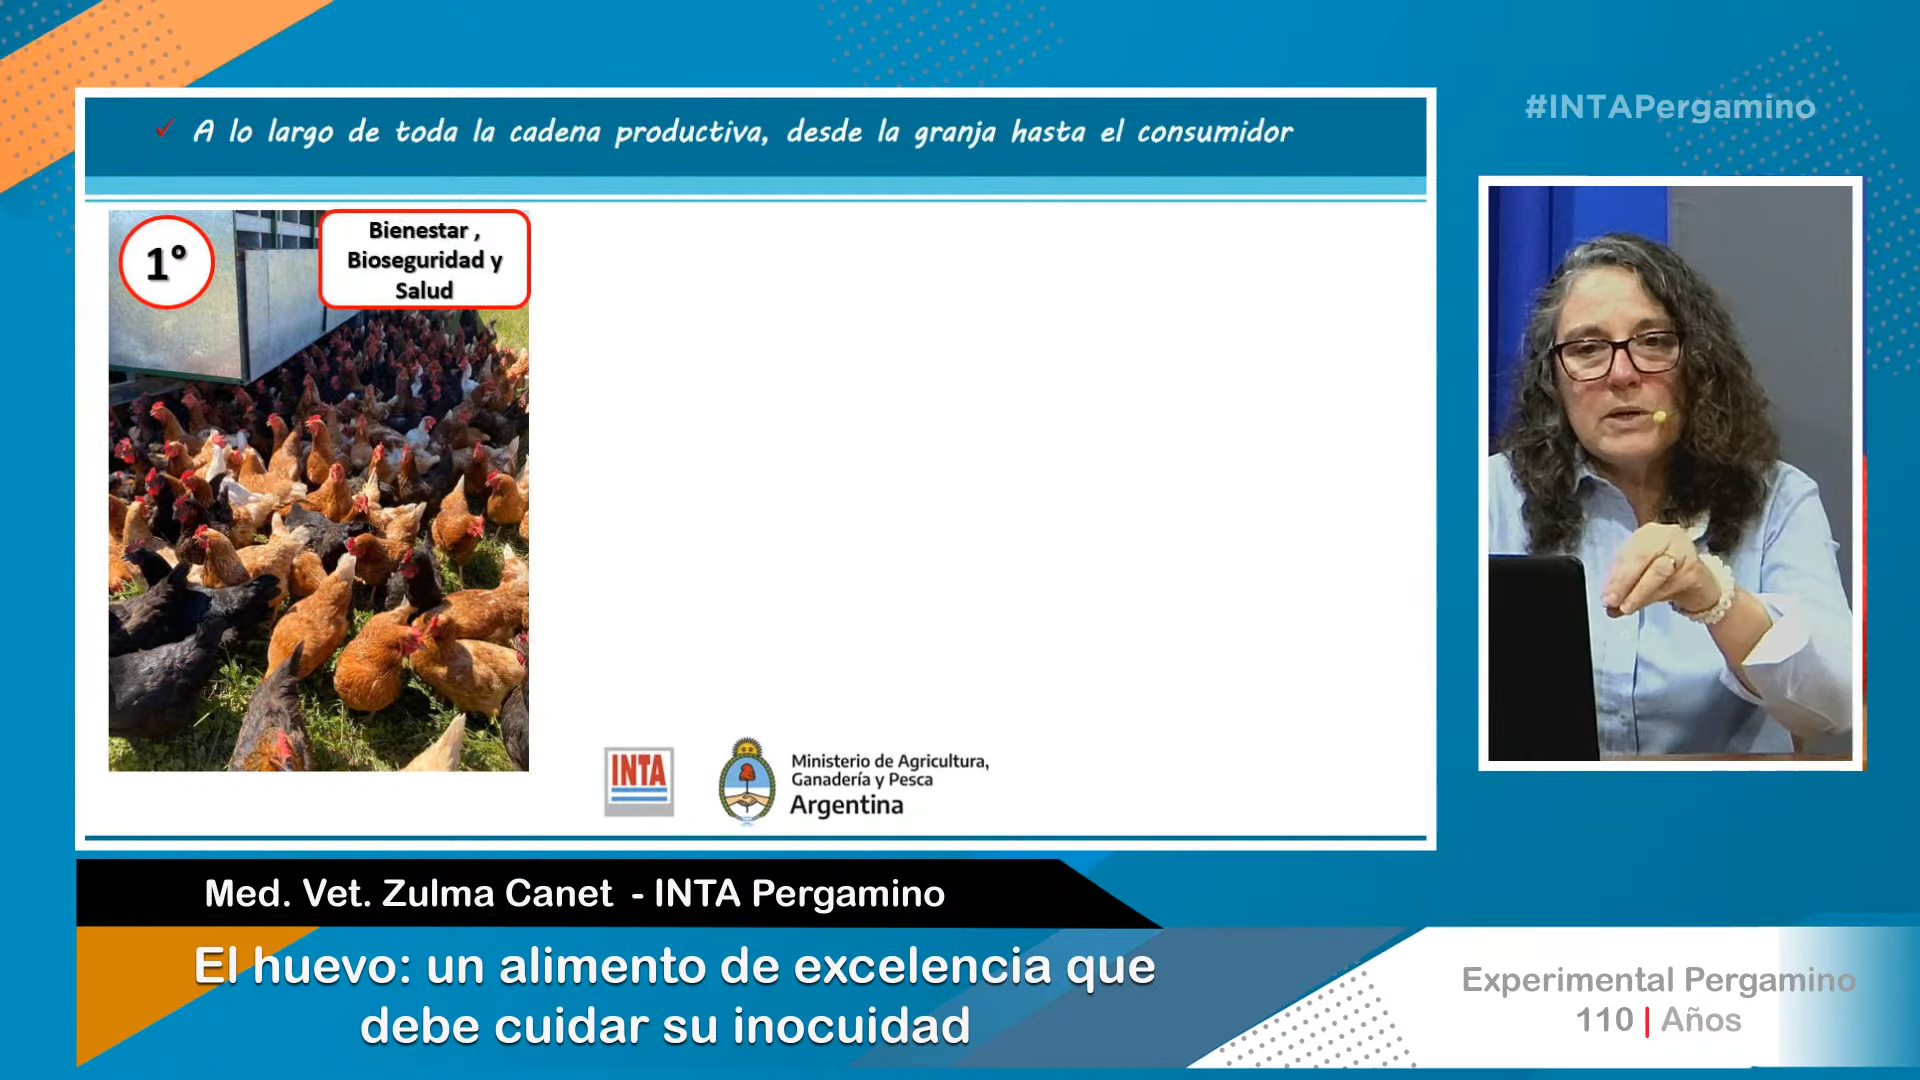 #INTAPergamino
✓ A lo largo de toda la cadena productiva, desde la granja hasta el consumidor
1°
Bienestar ,
Bioseguridad y
Salud
INTA
Ministerio de Agricultura,
Ganadería y Pesca
Argentina
Med. Vet. Zulma Canet - INTA Pergamino
El huevo: un alimento de excelencia que
debe cuidar su inocuidad
Experimental Pergamino
110 | Años